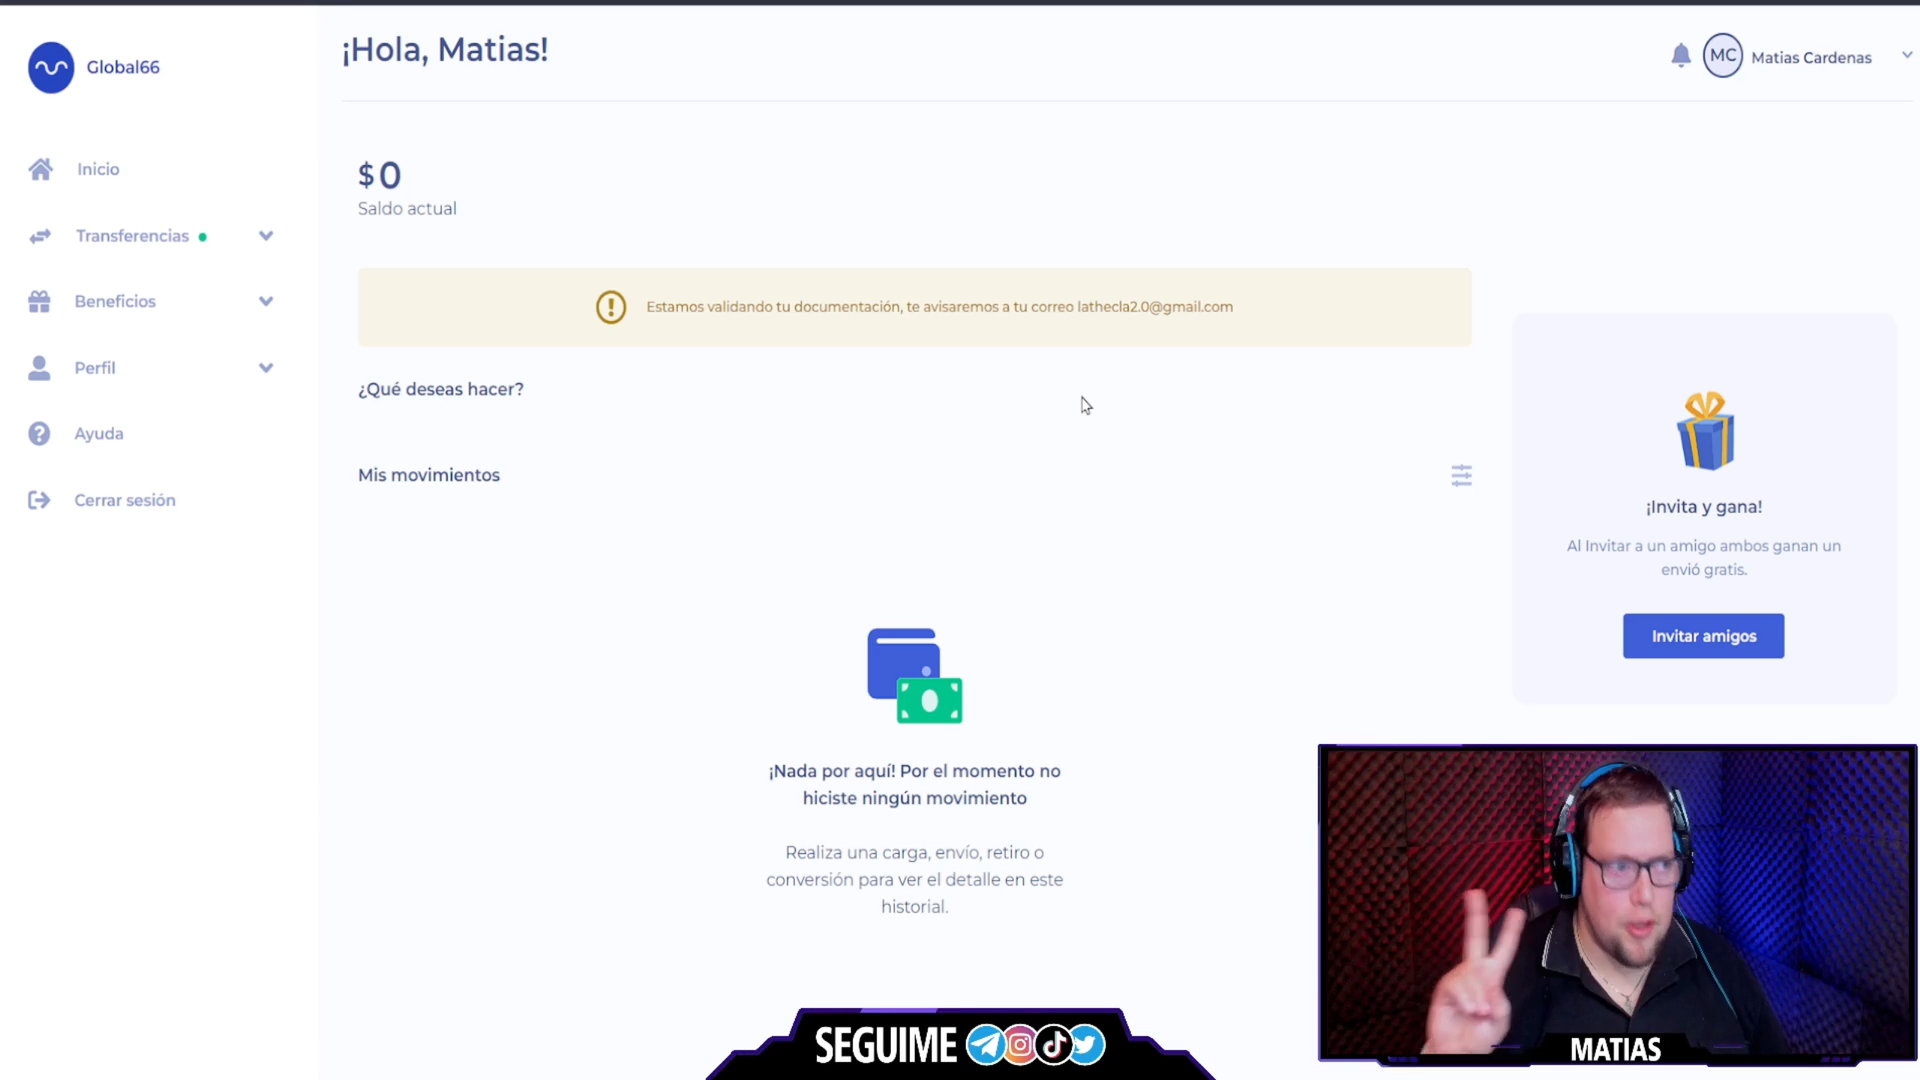 Global66
Inicio
Transferencias
Beneficios
Perfil
Ayuda
Cerrar sesión
¡Hola, Matias!
MC
Matias Cardenas
$0
Saldo actual
Estamos validando tu documentación, te avisaremos a tu correo lathecla2.0@gmail.com
¿Qué deseas hacer?
Mis movimientos
¡Nada por aquí! Por el momento no
hiciste ningún movimiento
Realiza una carga, envío, retiro o
conversión para ver el detalle en este
historial.
¡Invita y gana!
Al Invitar a un amigo ambos ganan un
envió gratis.
Invitar amigos
SEGUIME
MATIAS